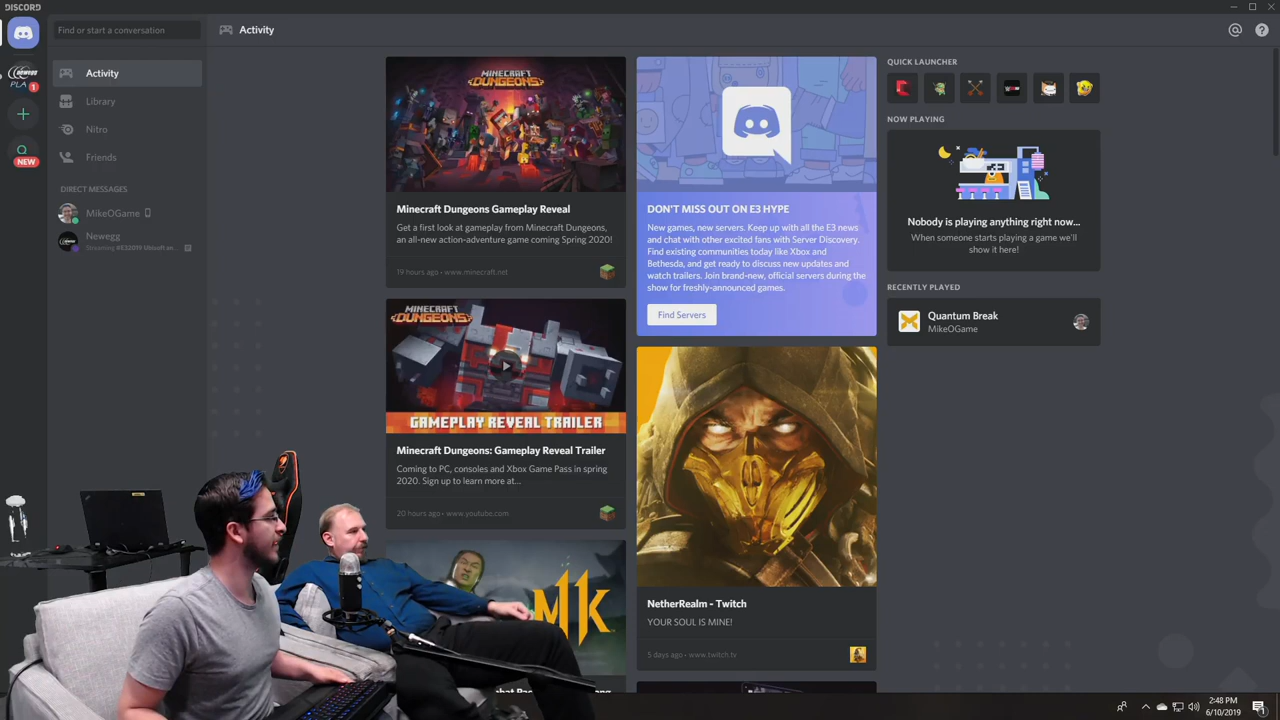 DISCORD
Find or start a conversation
Activity
NEWEGG
PLA
1
NEW
Activity
Library
Nitro
Friends
DIRECT MESSAGES
MikeOGame
Newegg
Streaming #E32019 Ubisoft on...
MINECRAFT
DUNGEONS
Minecraft Dungeons Gameplay Reveal
Get a first look at gameplay from Minecraft Dungeons,
an all-new action-adventure game coming Spring 2020!
19 hours ago • www.minecraft.net
MINECRAFT
DUNGEONS
GAMEPLAY REVEAL TRAILER
Minecraft Dungeons: Gameplay Reveal Trailer
Coming to PC, consoles and Xbox Game Pass in spring
2020. Sign up to learn more at...
20 hours ago • www.youtube.com
MK
DON'T MISS OUT ON E3 HYPE
New games, new servers. Keep up with all the E3 news
and chat with other excited fans with Server Discovery.
Find existing communities today like Xbox and
Bethesda, and get ready to discuss new updates and
watch trailers. Join brand-new, official servers during the
show for freshly-announced games.
Find Servers
NetherRealm - Twitch
YOUR SOUL IS MINE!
5 days ago • www.twitch.tv
QUICK LAUNCHER
NOW PLAYING
Nobody is playing anything right now...
When someone starts playing a game we'll
show it here!
RECENTLY PLAYED
Quantum Break
MikeOGame
2:48 PM
6/10/2019